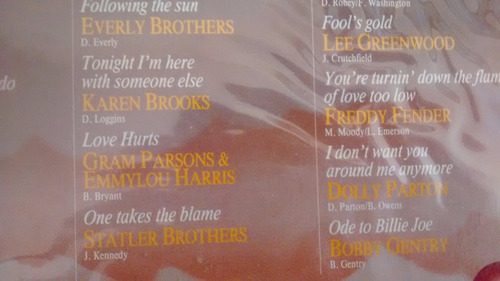 Following the sun
EVERLY BROTHERS
D. Everly
Tonight I'm here
with someone else
KAREN BROOKS
D. Loggins
Love Hurts
GRAM PARSONS &
EMMYLOU HARRIS
B. Bryant
One takes the blame
STATLER BROTHERS
J. Kennedy
do
D. Robey/F. Washington
Fool's gold
LEE GREENWOOD
J. Crutchfield
You're turnin' down the flam
of love too low
FREDDY FENDER
M. Moody/L. Emerson
I don't want you
around me anymore
DOLLY PARTON
D. Parton/B. Owens
Ode to Billie Joe
BOBBY GENTRY
B. Gentry